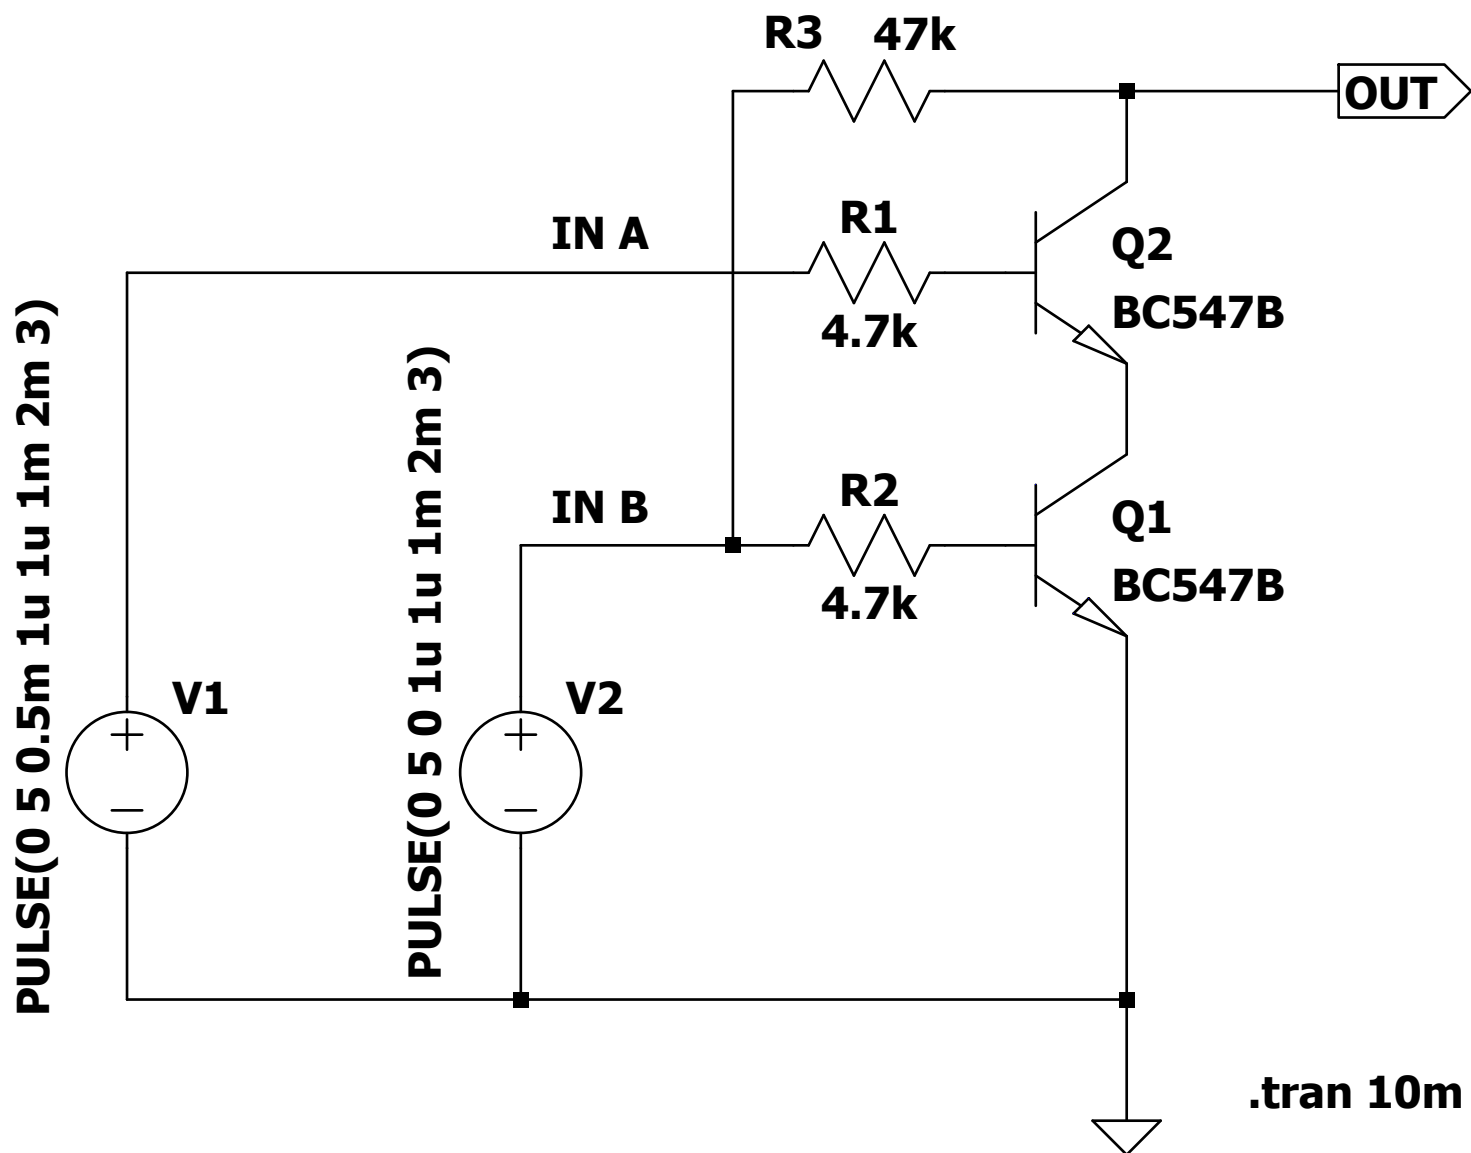 R3 47k
OUT
IN A
R1
4.7k
Q2
BC547B
IN B
R2
4.7k
Q1
BC547B
V1
PULSE(0 5 0.5m 1u 1u 1m 2m 3)
V2
PULSE(0 5 0 1u 1u 1m 2m 3)
.tran 10m